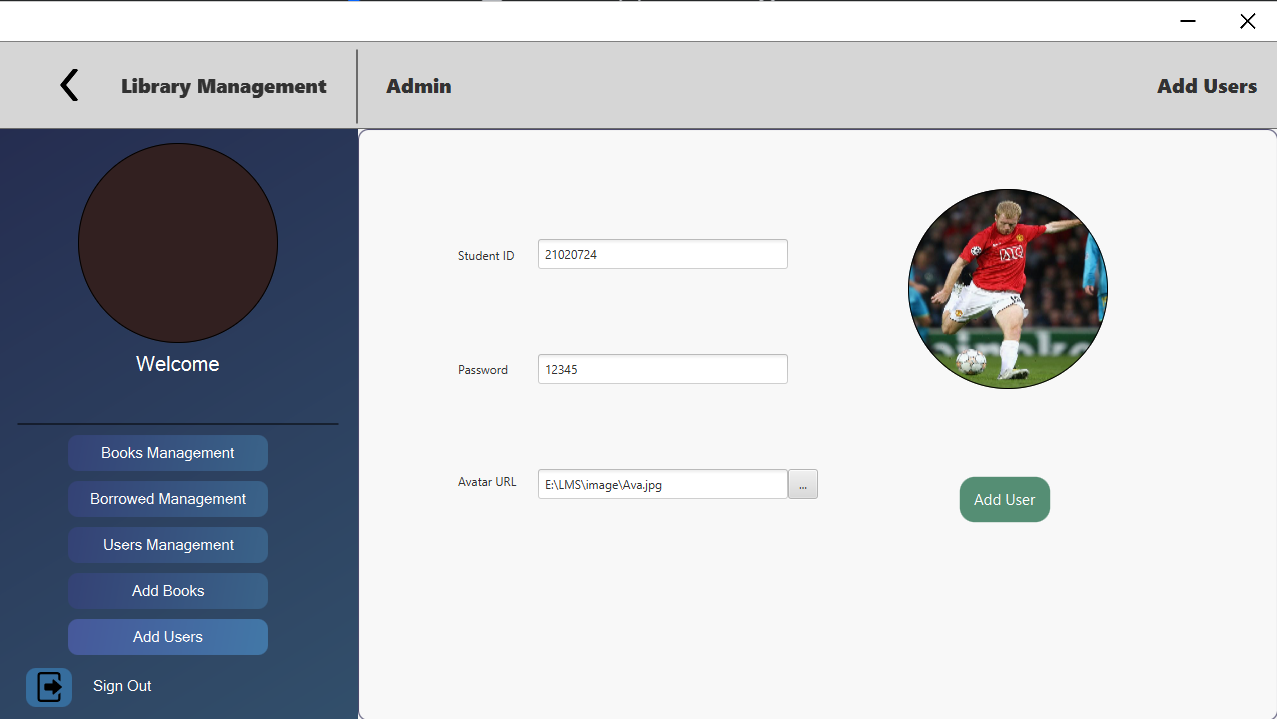 Library Management
Admin
Add Users
Welcome
Books Management
Borrowed Management
Users Management
Add Books
Add Users
Sign Out
Student ID
21020724
Password
12345
Avatar URL
E:\LMS\image\Ava.jpg
...
Add User
AIG